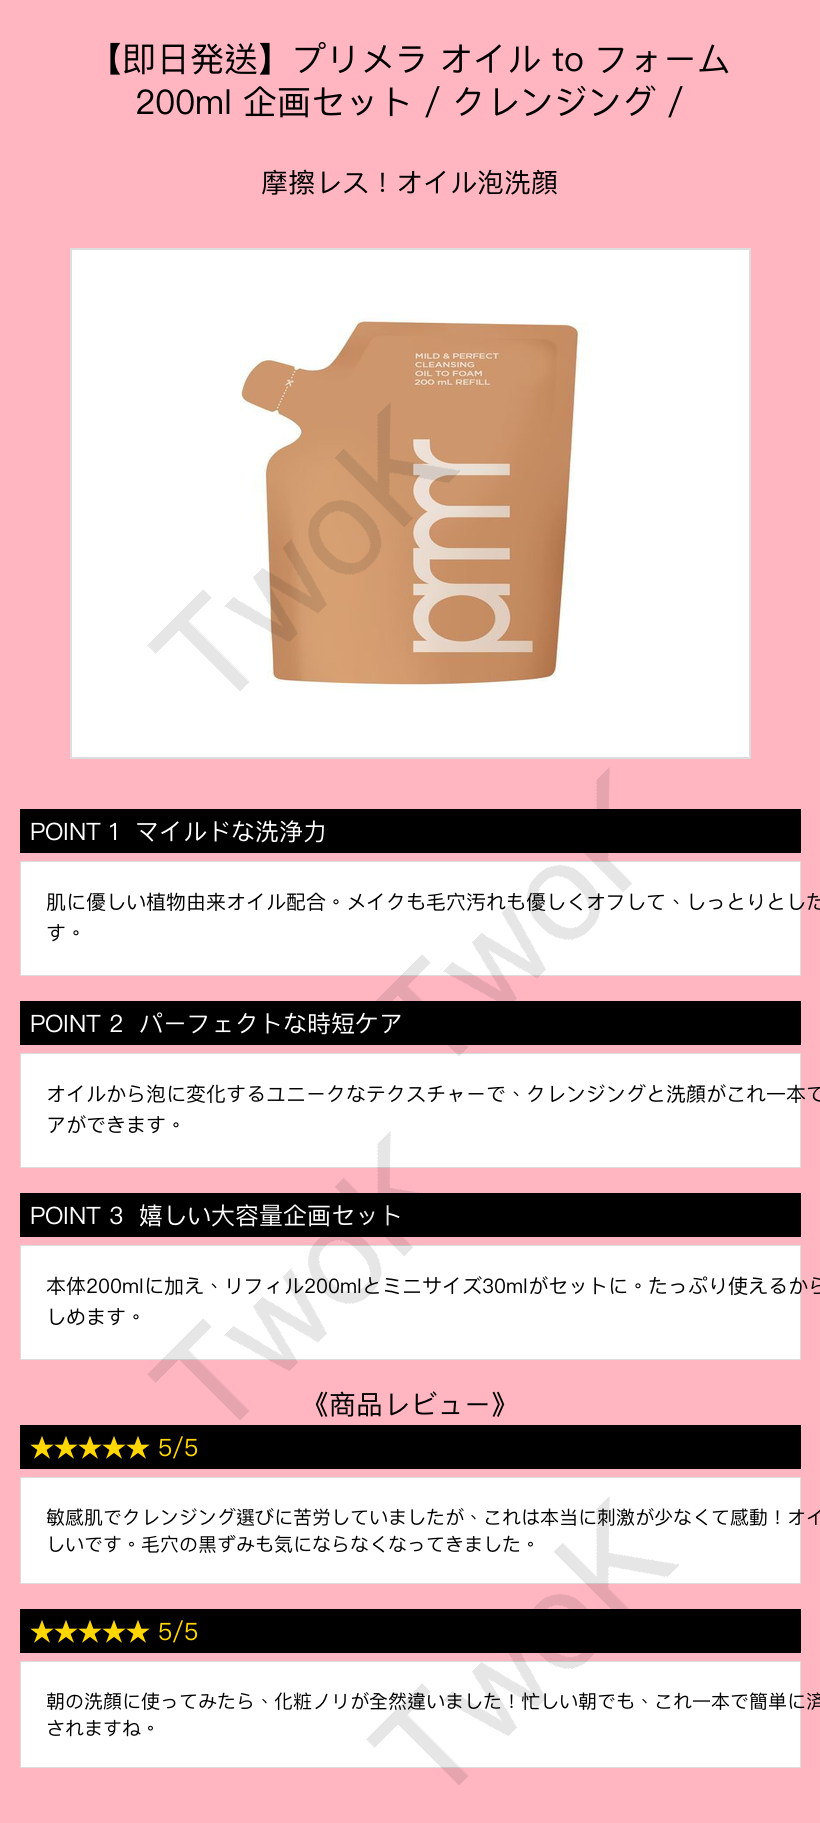 【即日発送】プリメラ オイル to フォーム
200ml 企画セット / クレンジング /
摩擦レス！オイル泡洗顔
MILD & PERFECT
CLEANSING
OIL TO FOAM
200 mL REFILL
pmr
TwoK
POINT 1 マイルドな洗浄力
肌に優しい植物由来オイル配合。メイクも毛穴汚れも優しくオフして、しっとりとした
す。
TwoK
POINT 2 パーフェクトな時短ケア
オイルから泡に変化するユニークなテクスチャーで、クレンジングと洗顔がこれ一本で
アができます。
POINT 3 嬉しい大容量企画セット
本体200mlに加え、リフィル200mlとミニサイズ30mlがセットに。たっぷり使えるから
しめます。
TwoK
《商品レビュー》
★★★★★ 5/5
敏感肌でクレンジング選びに苦労していましたが、これは本当に刺激が少なくて感動！オイ
しいです。毛穴の黒ずみも気にならなくなってきました。
★★★★★ 5/5
朝の洗顔に使ってみたら、化粧ノリが全然違いました！忙しい朝でも、これ一本で簡単に済
されますね。
TwoK